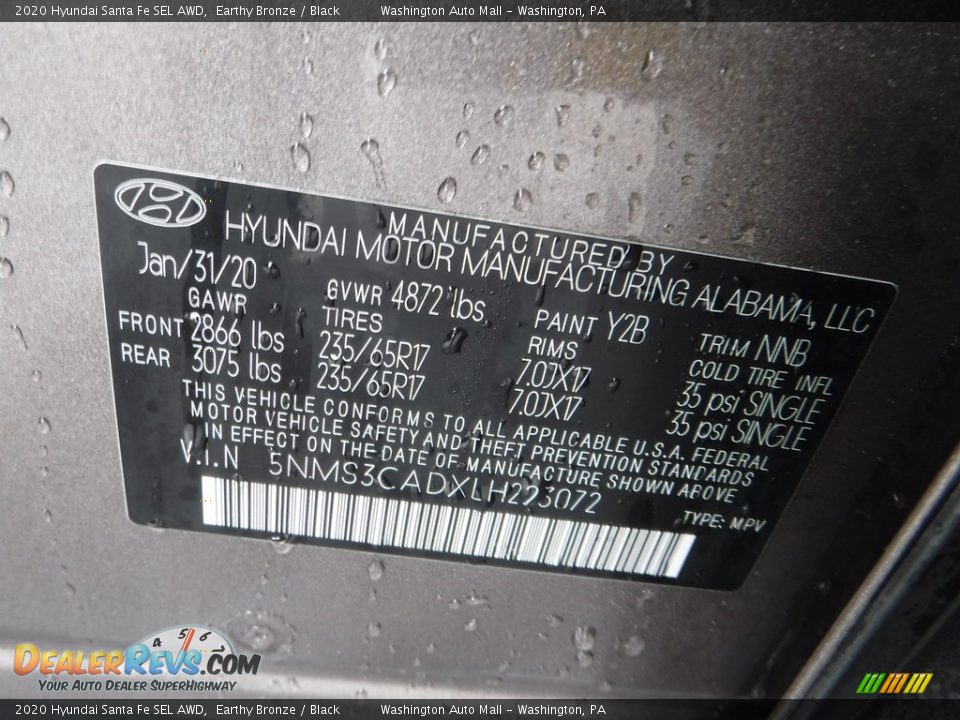 2020 Hyundai Santa Fe SEL AWD, Earthy Bronze / Black Washington Auto Mall - Washington, PA
MANUFACTURED BY
HYUNDAI MOTOR MANUFACTURING ALABAMA, LLC
Jan/31/20 GVWR 4872 lbs PAINT Y2B TRIM NNB
GAWR TIRES RIMS COLD TIRE INFL
FRONT 2866 lbs 235/65R17 7.0JX17 35 psi SINGLE
REAR 3075 lbs 235/65R17 7.0JX17 35 psi SINGLE
THIS VEHICLE CONFORMS TO ALL APPLICABLE U.S.A. FEDERAL
MOTOR VEHICLE SAFETY AND THEFT PREVENTION STANDARDS
IN EFFECT ON THE DATE OF MANUFACTURE SHOWN ABOVE
V.I.N 5NMS3CADXLH223072
TYPE: MPV
4 5 6
DEALERREVS.COM
YOUR AUTO DEALER SUPERHIGHWAY
2020 Hyundai Santa Fe SEL AWD, Earthy Bronze / Black Washington Auto Mall - Washington, PA